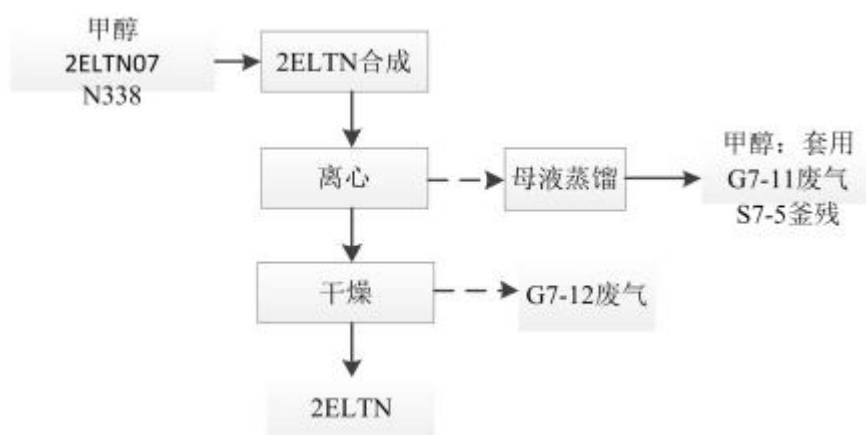 甲醇
2ELTN07
N338
2ELTN合成
离心
母液蒸馏
甲醇：套用
G7-11废气
S7-5釜残
干燥
G7-12废气
2ELTN